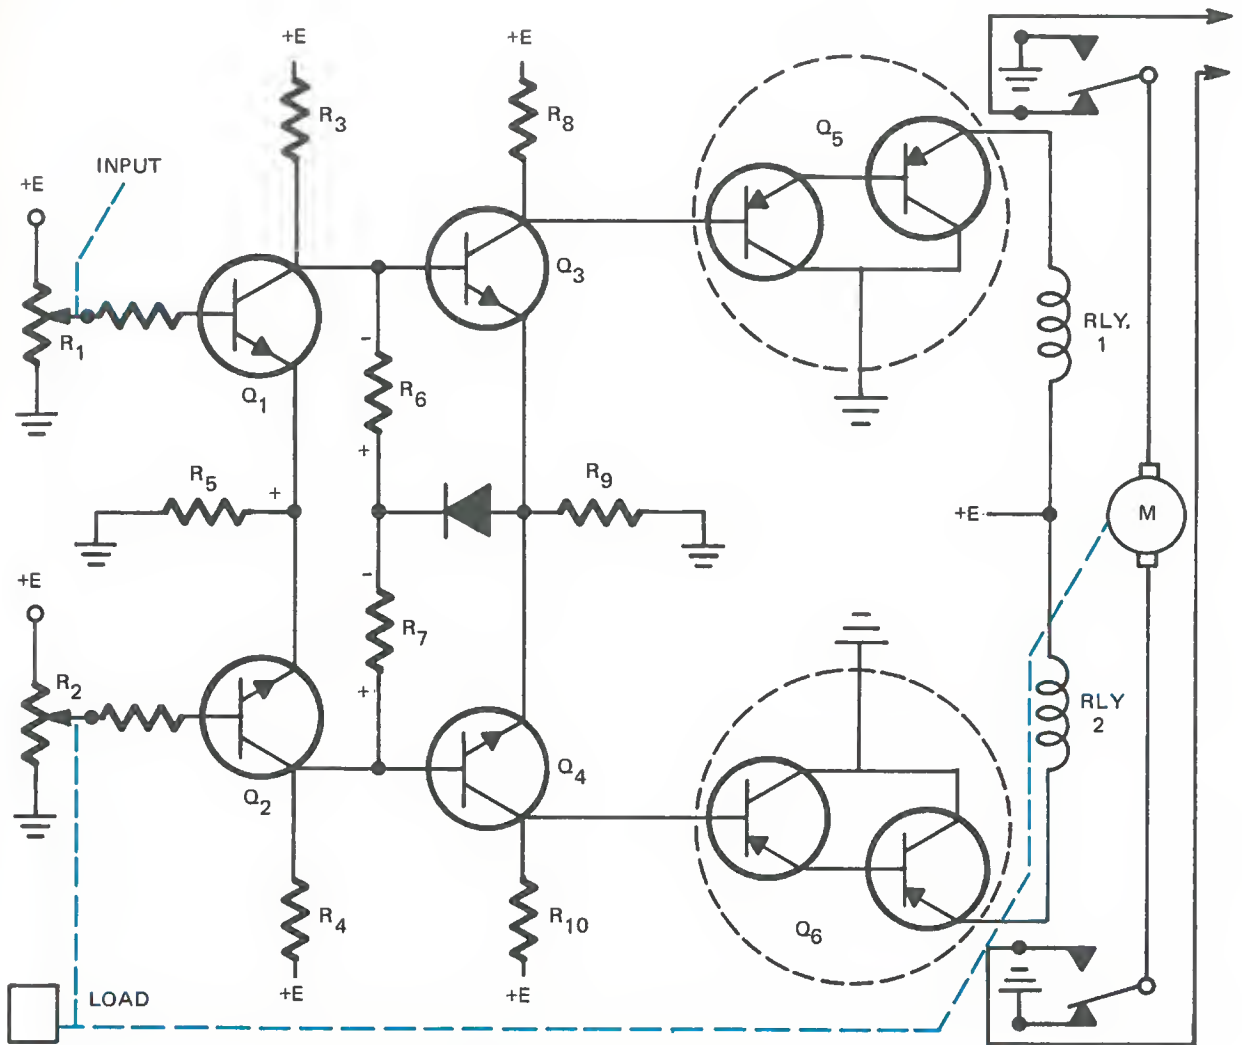 +E
+E
R3
R8
Q5
INPUT
+E
Q3
R1
RLY.
1
R6
Q1
-
+
R5
+
R9
+E
M
+E
-
R7
R2
RLY
2
+
Q4
Q2
R4
R10
Q6
+E
+E
LOAD